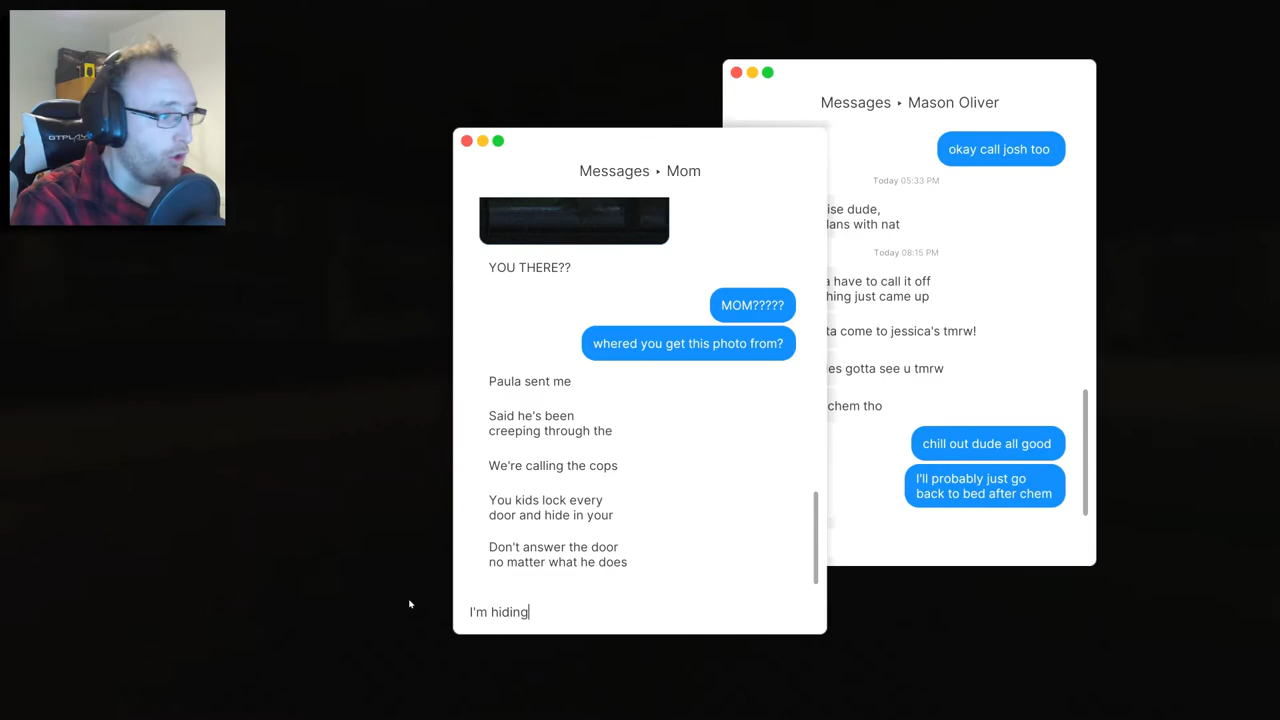 GTPLAY
Messages ‣ Mom
YOU THERE??
MOM?????
whered you get this photo from?
Paula sent me
Said he's been
creeping through the
We're calling the cops
You kids lock every
door and hide in your
Don't answer the door
no matter what he does
I'm hiding
Messages ‣ Mason Oliver
okay call josh too
Today 05:33 PM
ise dude,
lans with nat
Today 08:15 PM
have to call it off
hing just came up
ta come to jessica's tmrw!
es gotta see u tmrw
chem tho
chill out dude all good
I'll probably just go
back to bed after chem